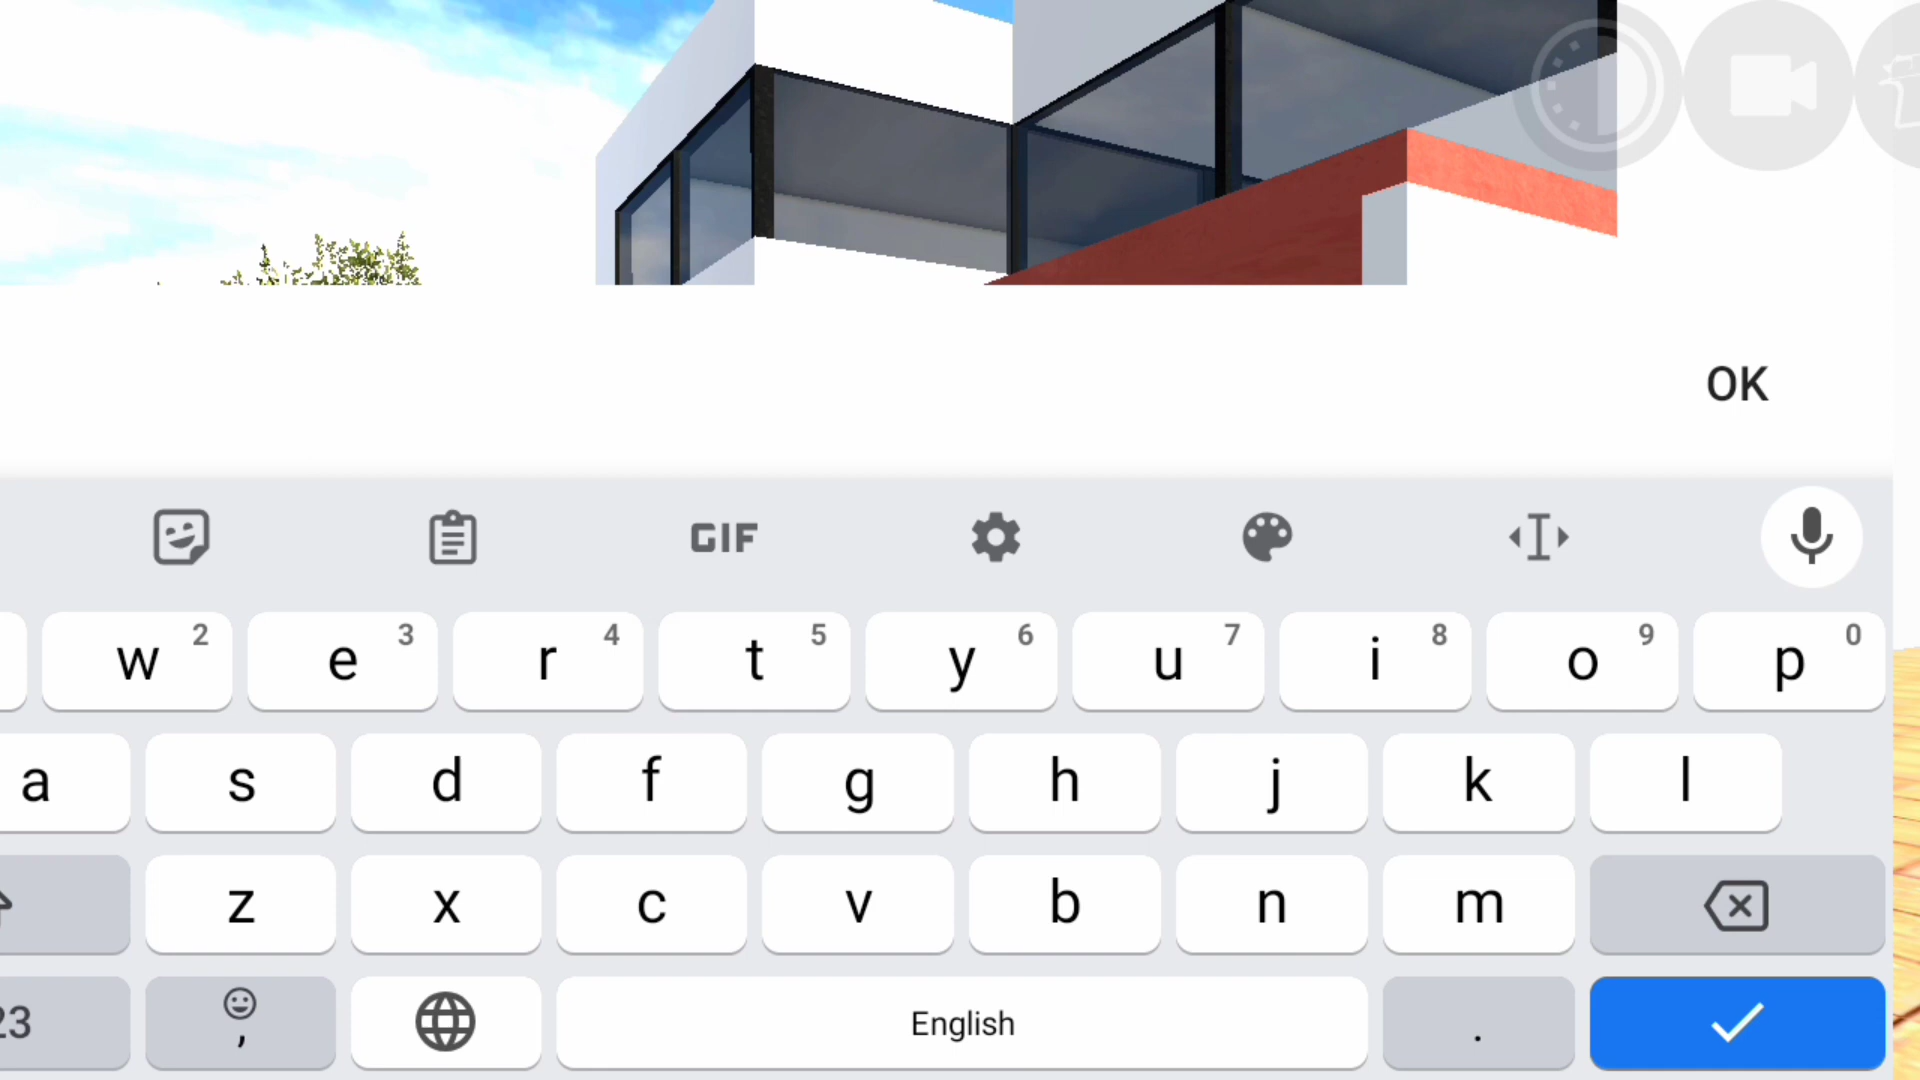 OK
GIF
w 2 e 3 r 4 t 5 y 6 u 7 i 8 o 9 p 0
a s d f g h j k l
z x c v b n m
23 , English .